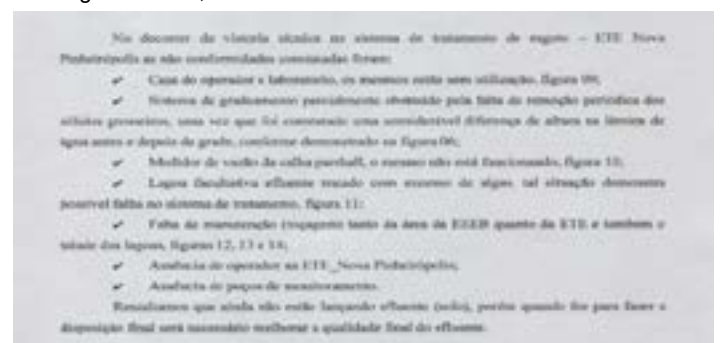 No decorrer da vistoria técnica no sistema de tratamento de esgoto – ETE Nova
Pinheirópolis as não conformidades constatadas foram:
✓ Casa do operador e laboratório, os mesmos estão sem utilização, figura 09;
✓ Sistema de gradeamento parcialmente obstruído pela falta de remoção periódica dos
sólidos grosseiros, uma vez que foi constatado uma considerável diferença de altura na lâmina de
água antes e depois da grade, conforme demonstrado na figura 06;
✓ Medidor de vazão da calha parshall, o mesmo não está funcionando, figura 10;
✓ Lagoa facultativa efluente tratado com excesso de algas, tal situação demonstra
possível falha no sistema de tratamento, figura 11;
✓ Falta de manutenção (roçagem) tanto da área da EEEB quanto da ETE e também o
talude das lagoas, figuras 12, 13 e 14;
✓ Ausência de operador na ETE_Nova Pinheirópolis;
✓ Ausência de poços de monitoramento.
Ressaltamos que ainda não estão lançando efluente (solo), porém quando for para fazer a
disposição final será necessário melhorar a qualidade final do efluente.